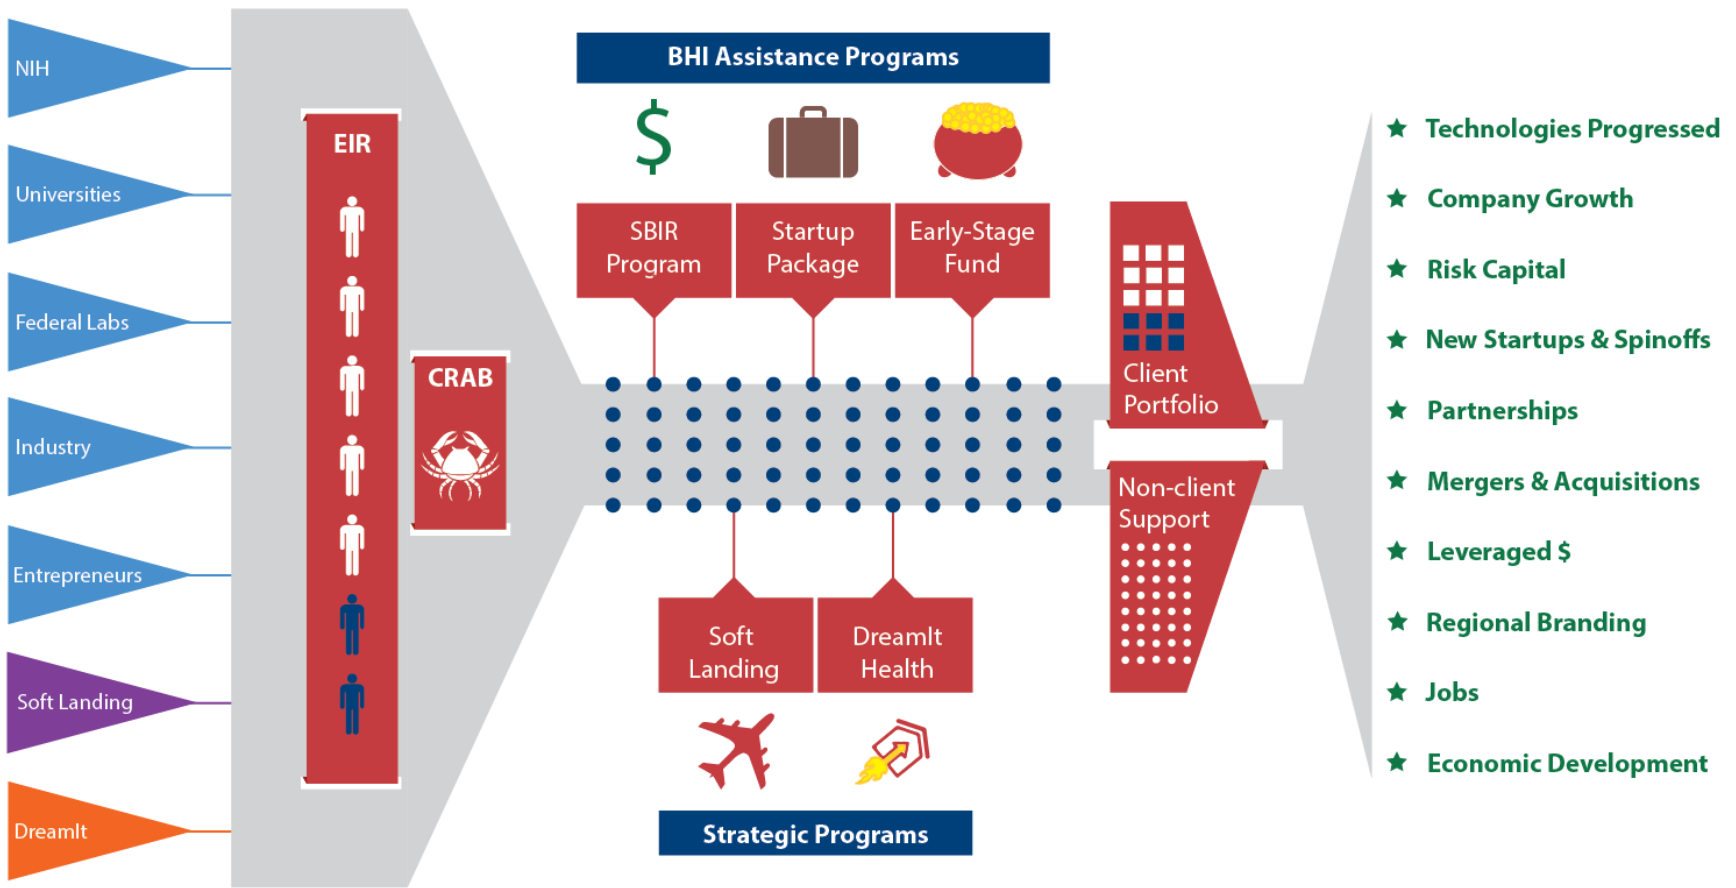 NIH
Universities
Federal Labs
Industry
Entrepreneurs
Soft Landing
DreamIt
EIR
CRAB
BHI Assistance Programs
SBIR
Program
Startup
Package
Early-Stage
Fund
Soft
Landing
DreamIt
Health
Strategic Programs
Client
Portfolio
Non-client
Support
Technologies Progressed
Company Growth
Risk Capital
New Startups & Spinoffs
Partnerships
Mergers & Acquisitions
Leveraged $
Regional Branding
Jobs
Economic Development